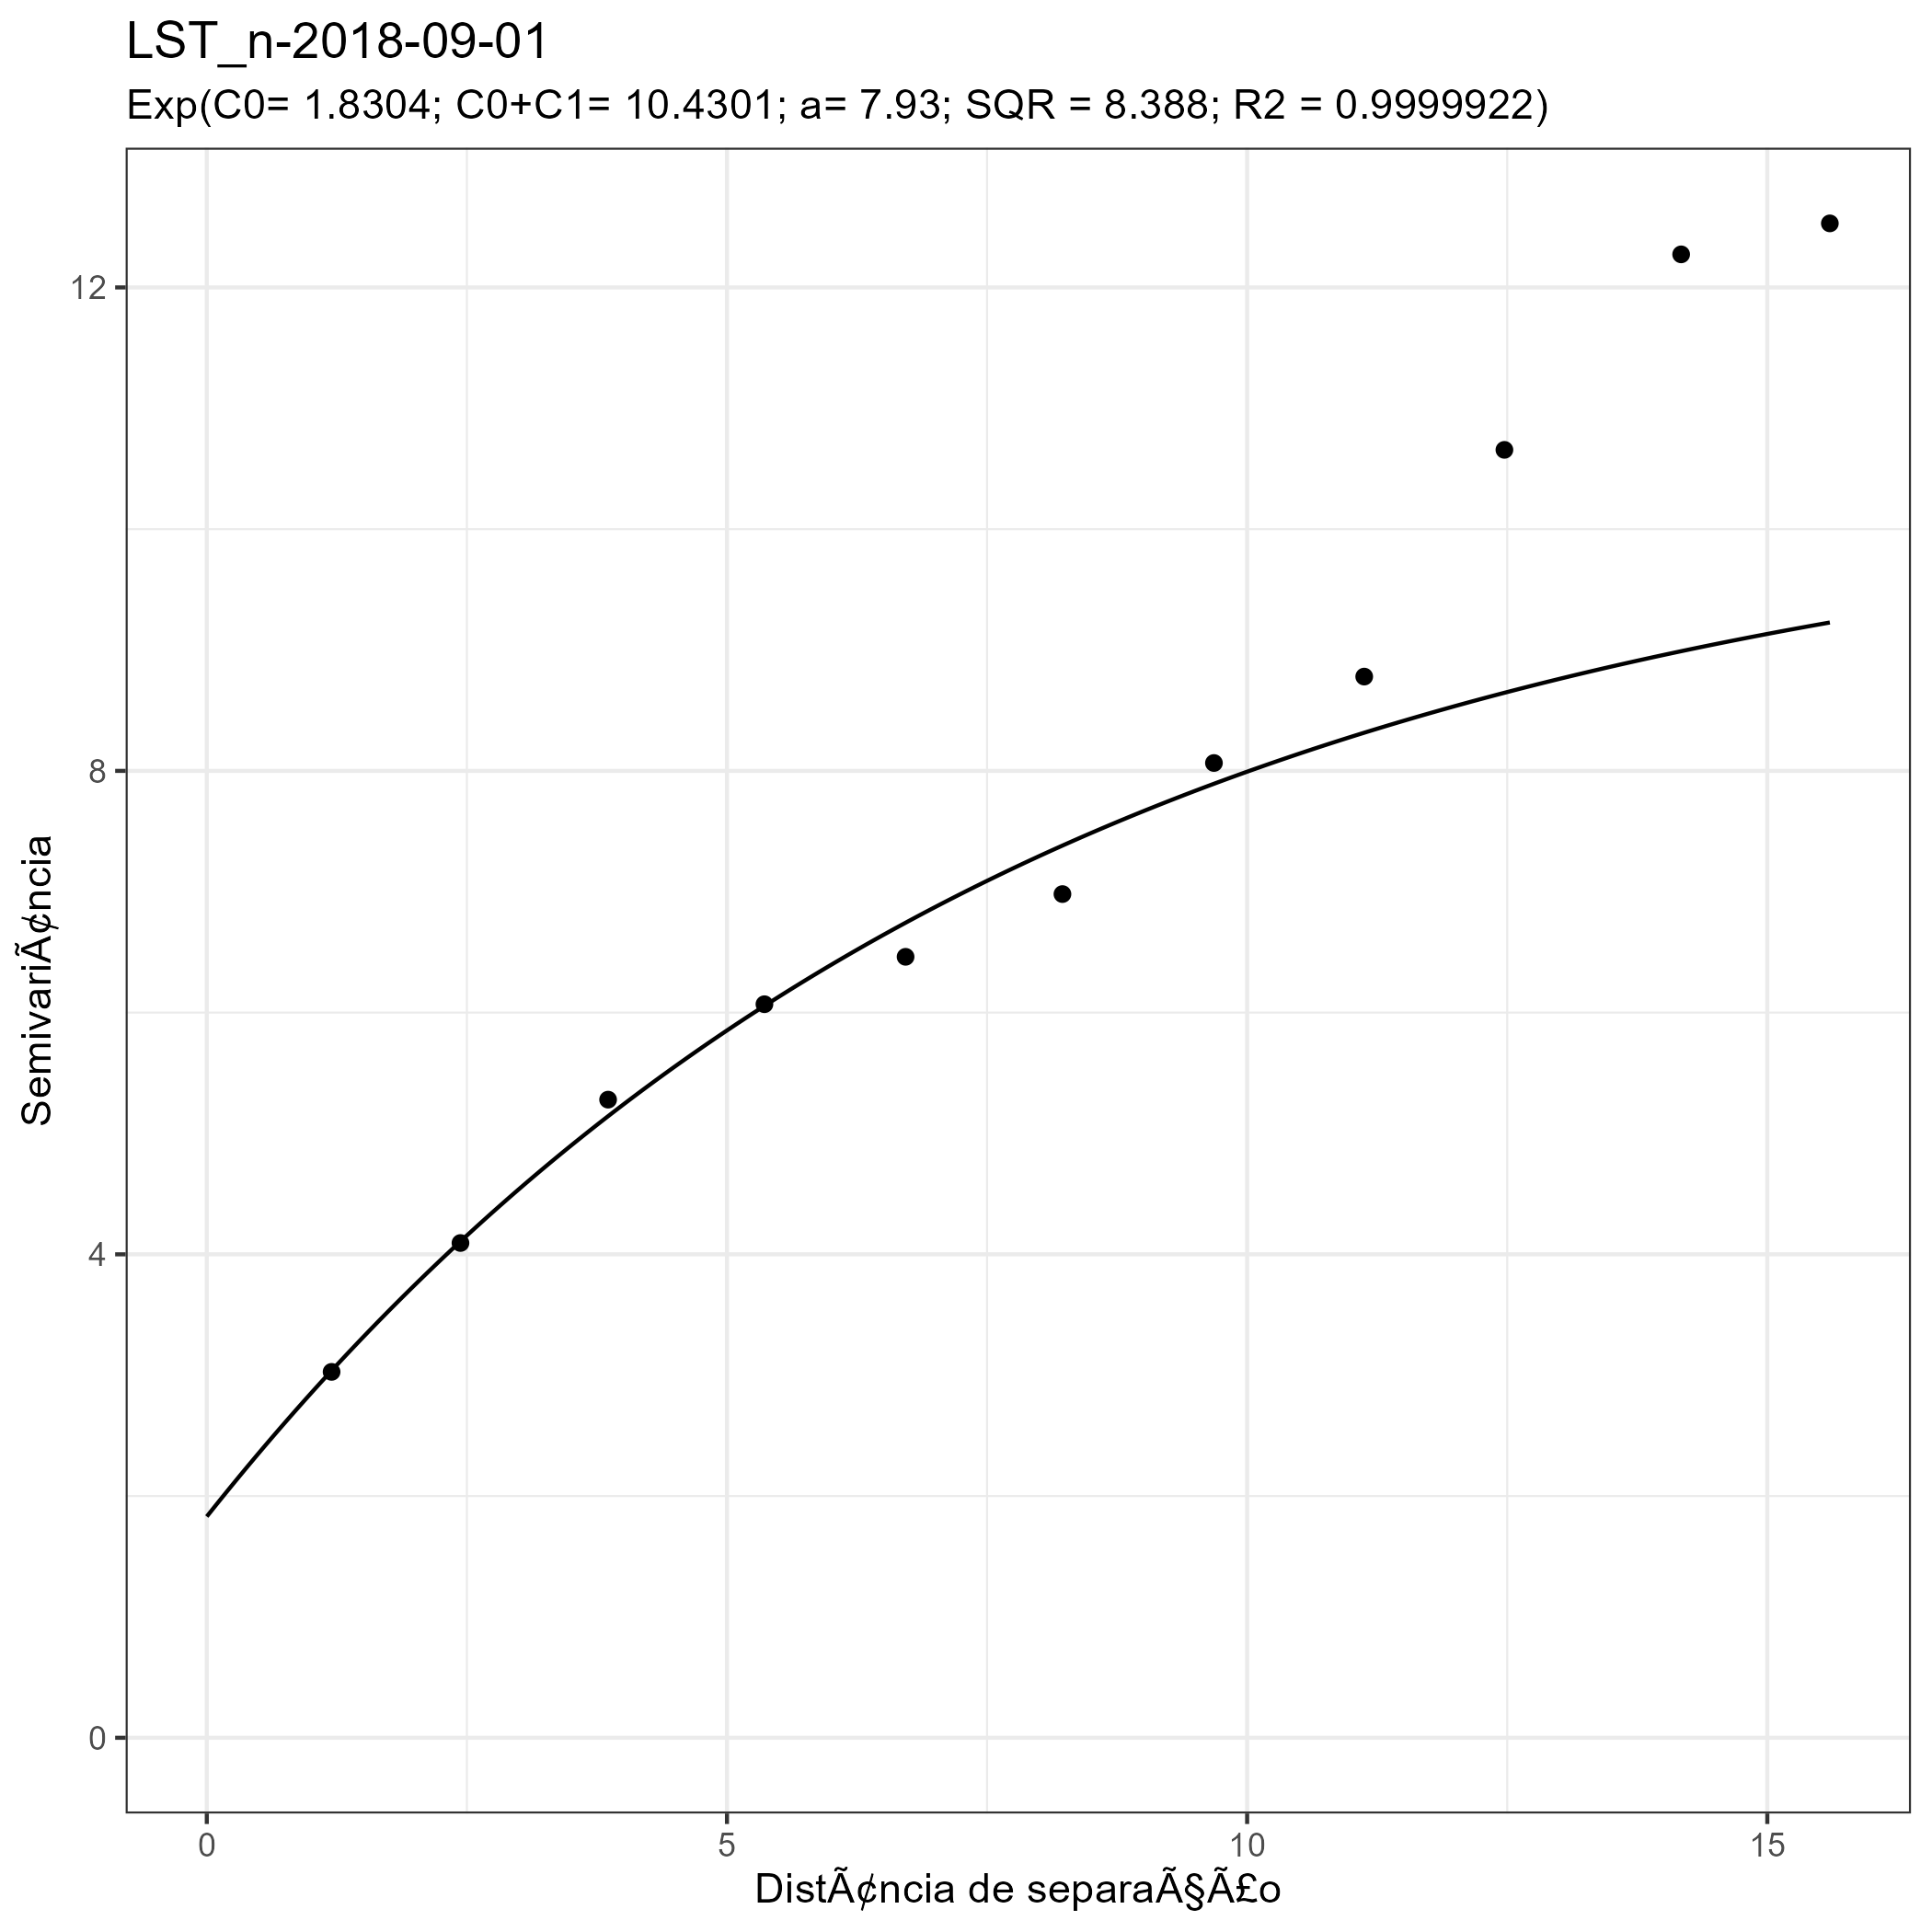 LST_n-2018-09-01
Exp(C0= 1.8304; C0+C1= 10.4301; a= 7.93; SQR = 8.388; R2 = 0.9999922)
12
8
4
0
SemivariÃ¢ncia
0 5 10 15
DistÃ¢ncia de separaÃ§Ã£o